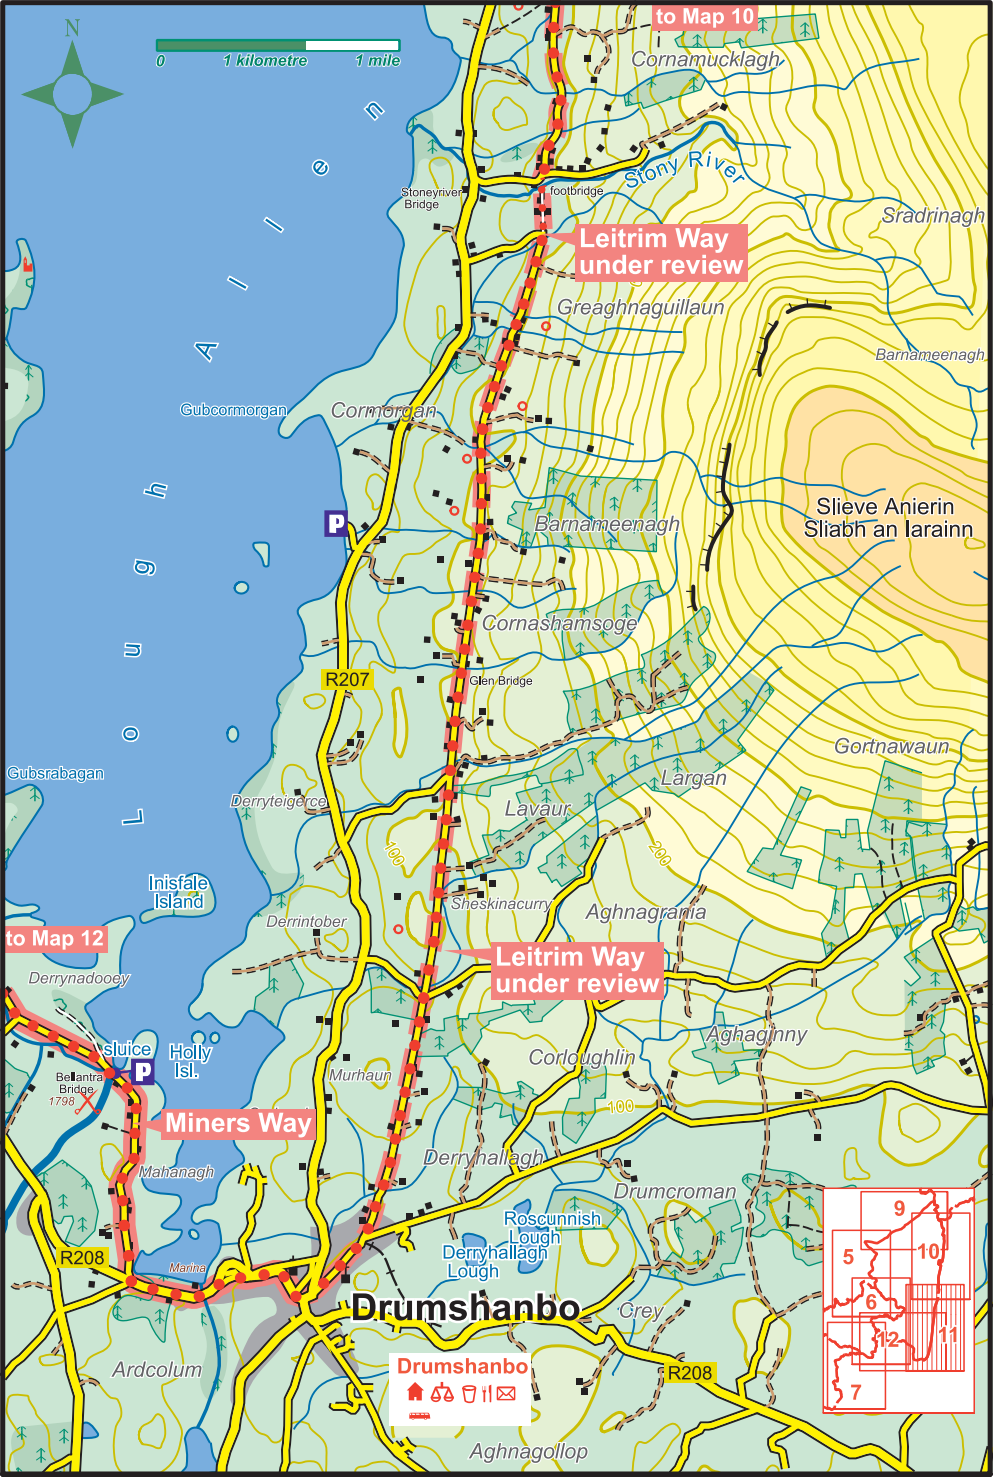 to Map 10
N
0 1 kilometre 1 mile
Cornamucklagh
Stony River
Stoneyriver
Bridge
footbridge
Sradrinagh
Leitrim Way
under review
Greaghnaguillaun
Barnameenagh
Lough Allen
Gubcormorgan
Cormorgan
Slieve Anierin
Sliabh an Iarainn
P
Barnameenagh
Cornashamsoge
R207
Glen Bridge
Gortnawaun
Gubsrabagan
Largan
Derryteigerce
Lavaur
100
200
Inisfale
Island
Sheskinacurry
Aghnagrania
Derrintober
to Map 12
Leitrim Way
under review
Derrynadooey
Aghaginny
sluice
Holly
Isl.
Corloughlin
P
Bellantra
Bridge
1798
Murhaun
100
Miners Way
Derryhallagh
Mahanagh
Drumcroman
Roscunnish
Lough
Derryhallagh
Lough
R208
Marina
9
5
10
6
12
11
7
Drumshanbo
Crey
Ardcolum
Drumshanbo
R208
Aghnagollop